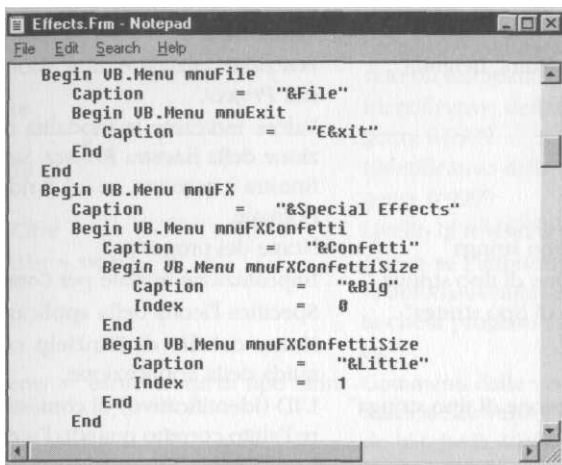 Effects.Frm - Notepad
File Edit Search Help
Begin VB.Menu mnuFile
Caption = "&File"
Begin VB.Menu mnuExit
Caption = "E&xit"
End
End
Begin VB.Menu mnuFX
Caption = "&Special Effects"
Begin VB.Menu mnuFXConfetti
Caption = "&Confetti"
Begin VB.Menu mnuFXConfettiSize
Caption = "&Big"
Index = 0
End
Begin VB.Menu mnuFXConfettiSize
Caption = "&Little"
Index = 1
End
End